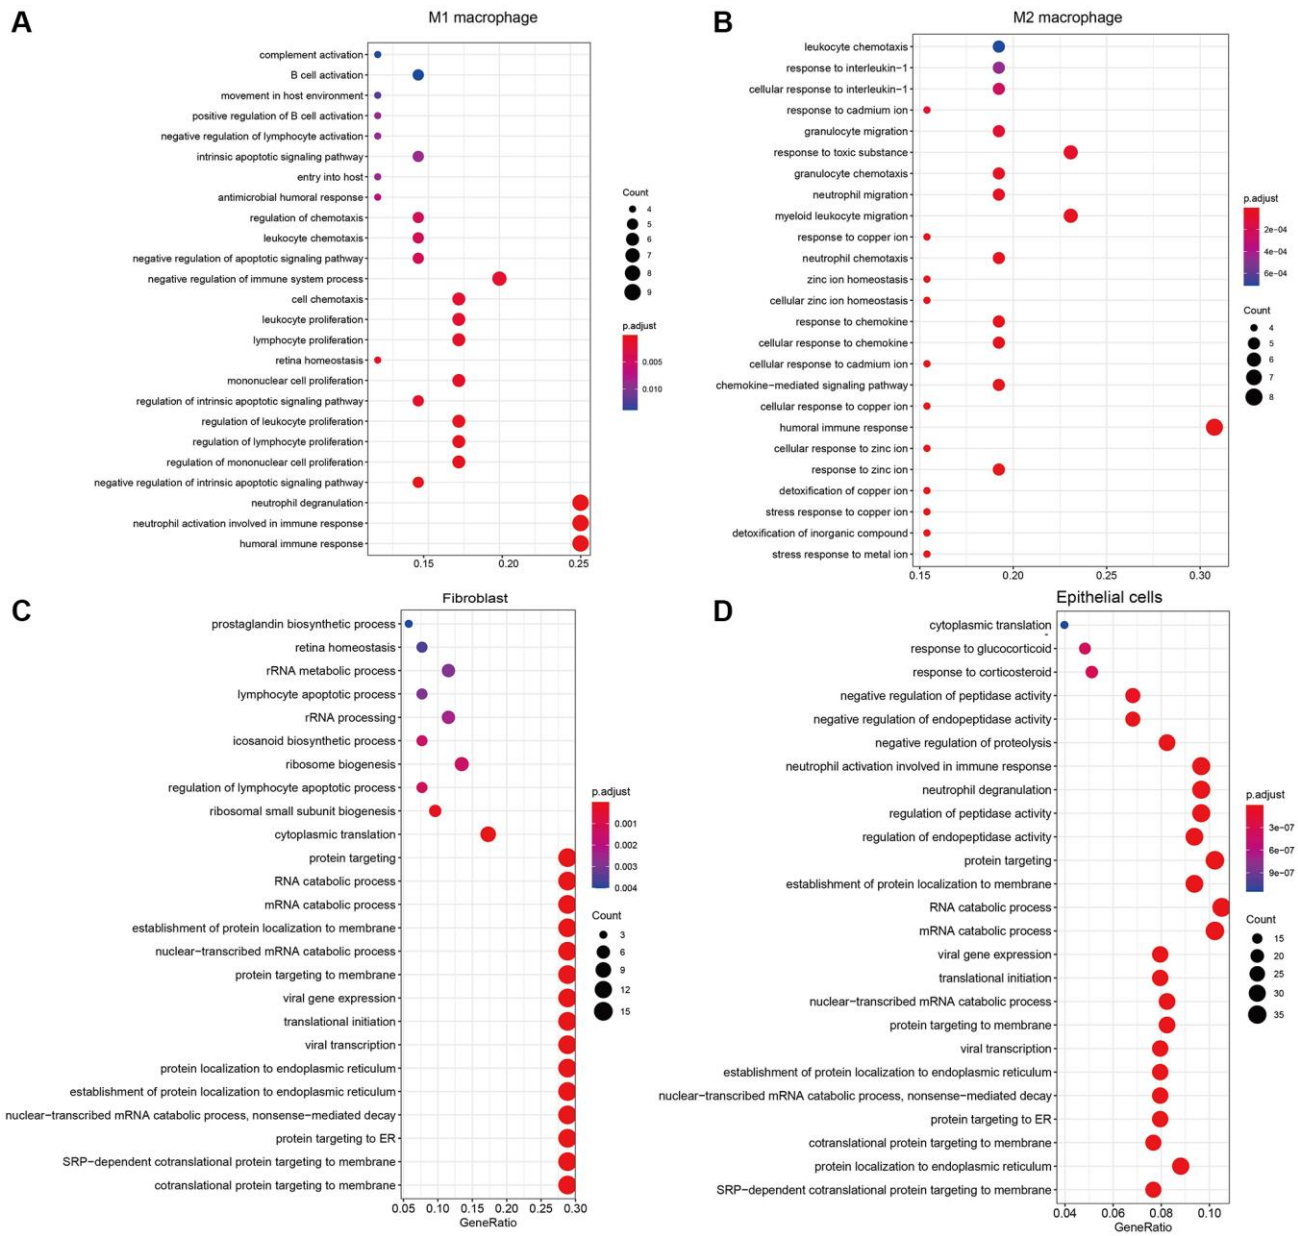 A
M1 macrophage
complement activation
B cell activation
movement in host environment
positive regulation of B cell activation
negative regulation of lymphocyte activation
intrinsic apoptotic signaling pathway
entry into host
antimicrobial humoral response
regulation of chemotaxis
leukocyte chemotaxis
negative regulation of apoptotic signaling pathway
negative regulation of immune system process
cell chemotaxis
leukocyte proliferation
lymphocyte proliferation
retina homeostasis
mononuclear cell proliferation
regulation of intrinsic apoptotic signaling pathway
regulation of leukocyte proliferation
regulation of lymphocyte proliferation
regulation of mononuclear cell proliferation
negative regulation of intrinsic apoptotic signaling pathway
neutrophil degranulation
neutrophil activation involved in immune response
humoral immune response
0.15 0.20 0.25
Count
4
5
6
7
8
9
p.adjust
0.005
0.010
B
M2 macrophage
leukocyte chemotaxis
response to interleukin−1
cellular response to interleukin−1
response to cadmium ion
granulocyte migration
response to toxic substance
granulocyte chemotaxis
neutrophil migration
myeloid leukocyte migration
response to copper ion
neutrophil chemotaxis
zinc ion homeostasis
cellular zinc ion homeostasis
response to chemokine
cellular response to chemokine
cellular response to cadmium ion
chemokine−mediated signaling pathway
cellular response to copper ion
humoral immune response
cellular response to zinc ion
response to zinc ion
detoxification of copper ion
stress response to copper ion
detoxification of inorganic compound
stress response to metal ion
0.15 0.20 0.25 0.30
p.adjust
2e−04
4e−04
6e−04
Count
4
5
6
7
8
C
Fibroblast
prostaglandin biosynthetic process
retina homeostasis
rRNA metabolic process
lymphocyte apoptotic process
rRNA processing
icosanoid biosynthetic process
ribosome biogenesis
regulation of lymphocyte apoptotic process
ribosomal small subunit biogenesis
cytoplasmic translation
protein targeting
RNA catabolic process
mRNA catabolic process
establishment of protein localization to membrane
nuclear−transcribed mRNA catabolic process
protein targeting to membrane
viral gene expression
translational initiation
viral transcription
protein localization to endoplasmic reticulum
establishment of protein localization to endoplasmic reticulum
nuclear−transcribed mRNA catabolic process, nonsense−mediated decay
protein targeting to ER
SRP−dependent cotranslational protein targeting to membrane
cotranslational protein targeting to membrane
0.05 0.10 0.15 0.20 0.25 0.30
GeneRatio
p.adjust
0.001
0.002
0.003
0.004
Count
3
6
9
12
15
D
Epithelial cells
cytoplasmic translation
response to glucocorticoid
response to corticosteroid
negative regulation of peptidase activity
negative regulation of endopeptidase activity
negative regulation of proteolysis
neutrophil activation involved in immune response
neutrophil degranulation
regulation of peptidase activity
regulation of endopeptidase activity
protein targeting
establishment of protein localization to membrane
RNA catabolic process
mRNA catabolic process
viral gene expression
translational initiation
nuclear−transcribed mRNA catabolic process
protein targeting to membrane
viral transcription
establishment of protein localization to endoplasmic reticulum
nuclear−transcribed mRNA catabolic process, nonsense−mediated decay
protein targeting to ER
cotranslational protein targeting to membrane
protein localization to endoplasmic reticulum
SRP−dependent cotranslational protein targeting to membrane
0.04 0.06 0.08 0.10
GeneRatio
p.adjust
3e−07
6e−07
9e−07
Count
15
20
25
30
35